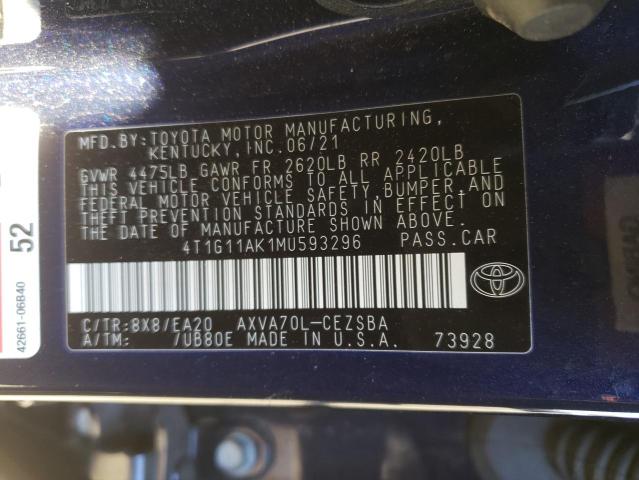 MFD.BY:TOYOTA MOTOR MANUFACTURING,
KENTUCKY,INC.06/21
GVWR 4475LB GAWR FR 2620LB RR 2420LB
THIS VEHICLE CONFORMS TO ALL APPLICABLE
FEDERAL MOTOR VEHICLE SAFETY,BUMPER,AND
THEFT PREVENTION STANDARDS IN EFFECT ON
THE DATE OF MANUFACTURE SHOWN ABOVE.
4T1G11AK1MU593296 PASS.CAR
C/TR:8X8/EA20 AXVA70L-CEZSBA
A/TM: /UB80E MADE IN U.S.A. 73928
52
42661-06B40